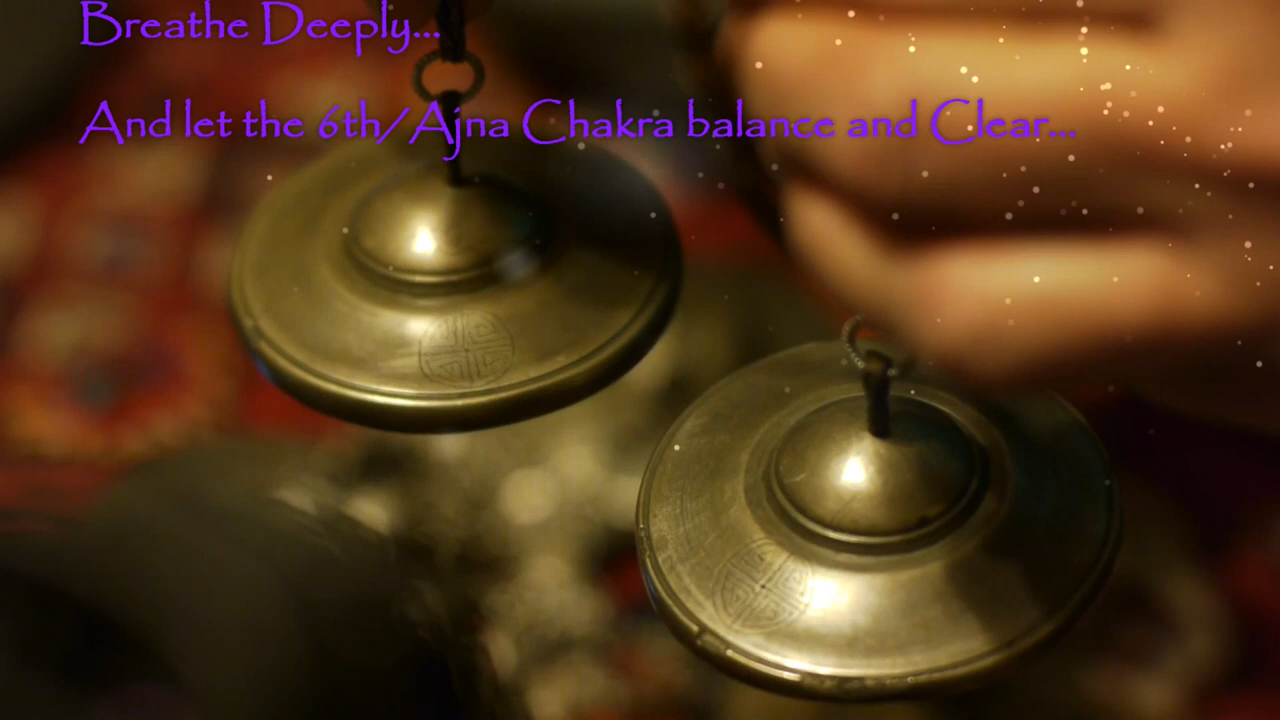 Breathe Deeply...
And let the 6th/Ajna Chakra balance and Clear...